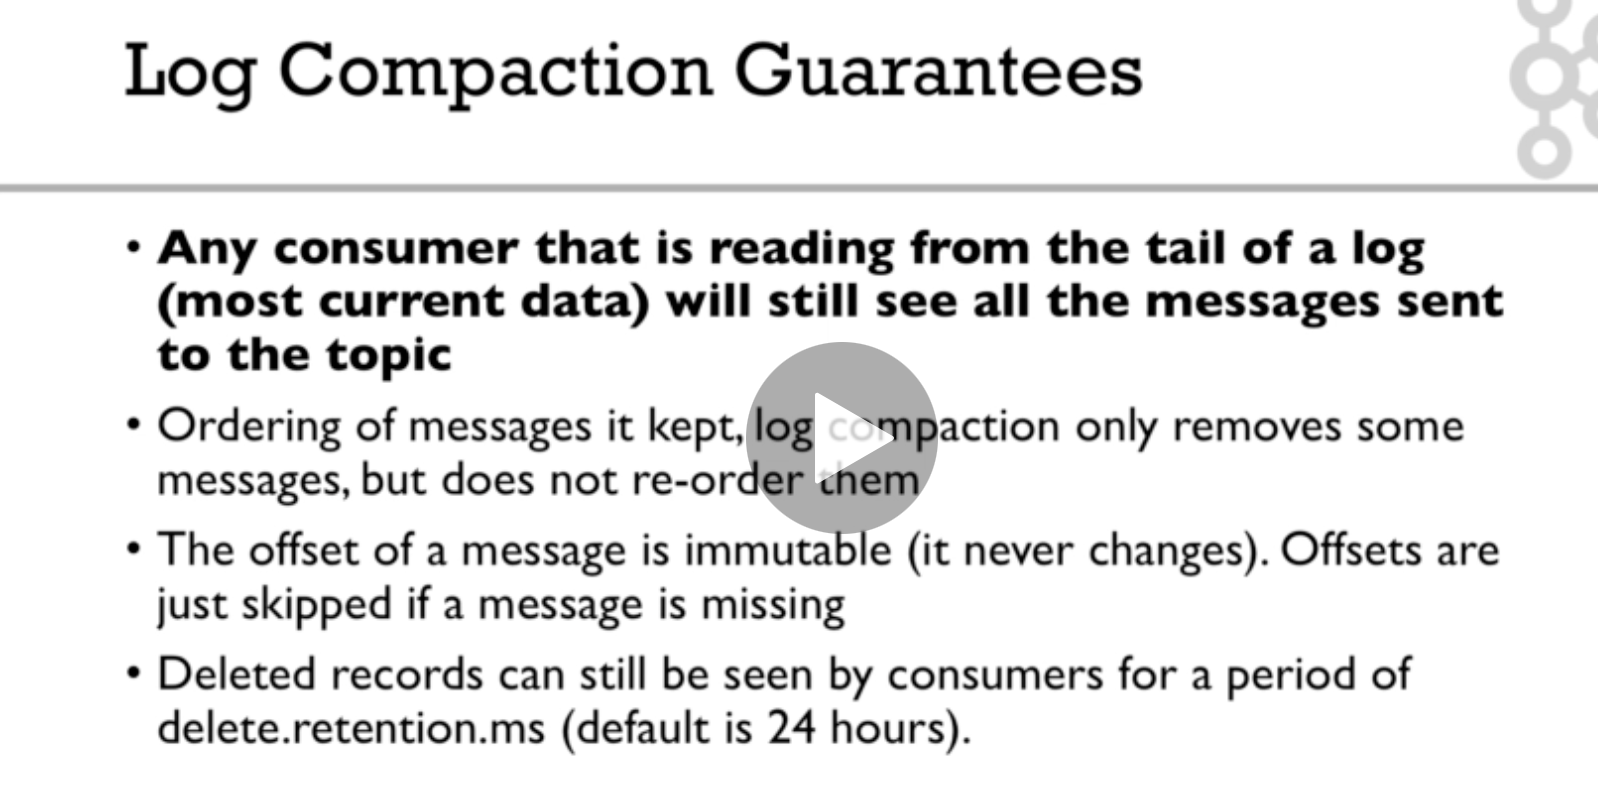 Log Compaction Guarantees
• Any consumer that is reading from the tail of a log
(most current data) will still see all the messages sent
to the topic
• Ordering of messages it kept, log compaction only removes some
messages, but does not re-order them
• The offset of a message is immutable (it never changes). Offsets are
just skipped if a message is missing
• Deleted records can still be seen by consumers for a period of
delete.retention.ms (default is 24 hours).